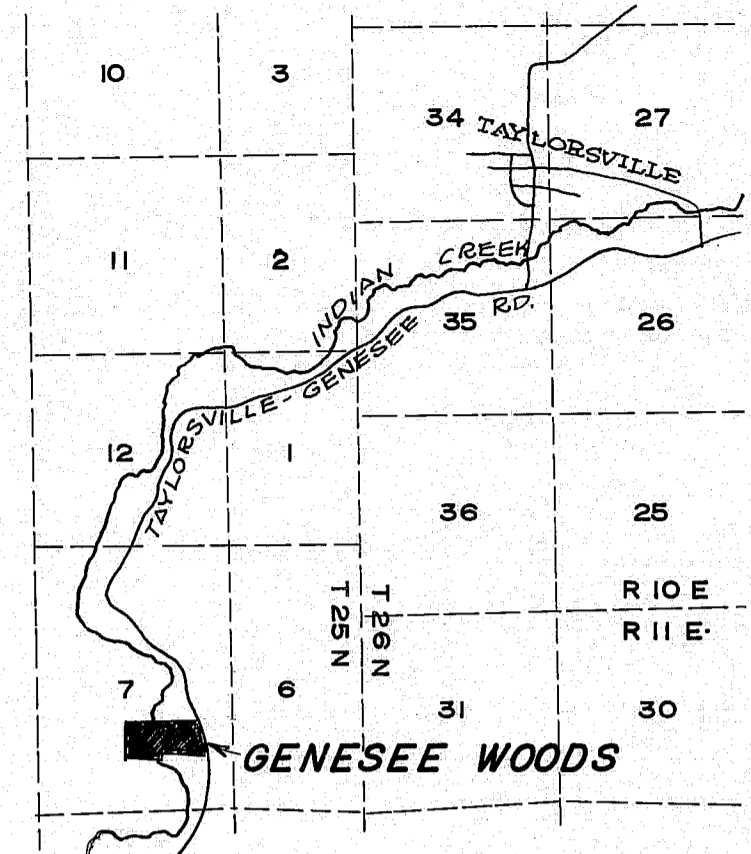 10
3
34
27
TAYLORSVILLE
11
2
INDIAN CREEK
35
26
TAYLORSVILLE - GENESEE RD.
12
1
36
25
T 25 N
T 26 N
R 10 E
R 11 E.
7
6
31
30
GENESEE WOODS